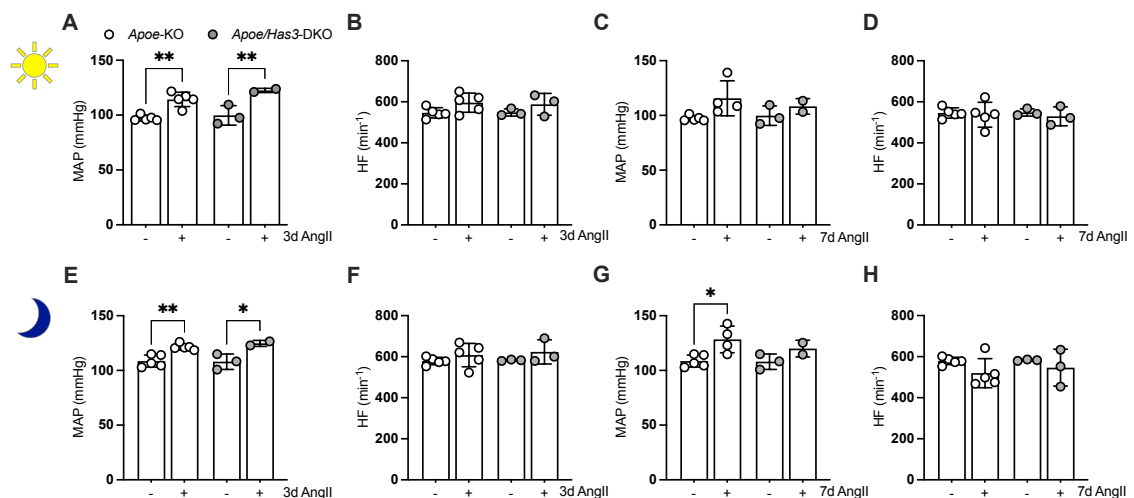 A B C D
Apoe-KO Apoe/Has3-DKO
** **
150
100
50
0
MAP (mmHg)
- + - + 3d AngII
800
600
400
200
0
HF (min-1)
- + - + 3d AngII
150
100
50
0
MAP (mmHg)
- + - + 7d AngII
800
600
400
200
0
HF (min-1)
- + - + 7d AngII
E F G H
** *
150
100
50
0
MAP (mmHg)
- + - + 3d AngII
800
600
400
200
0
HF (min-1)
- + - + 3d AngII
*
150
100
50
0
MAP (mmHg)
- + - + 7d AngII
800
600
400
200
0
HF (min-1)
- + - + 7d AngII